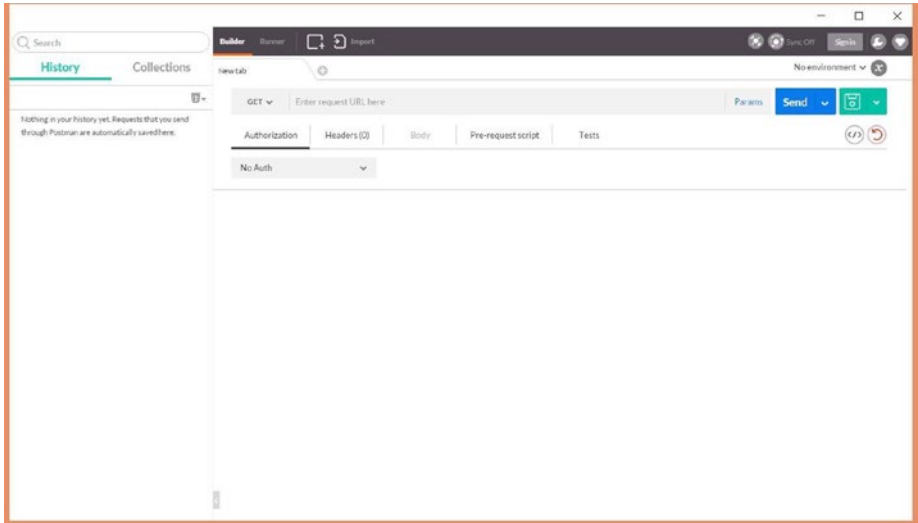 Search
Builder Runner Import Sync Off Sign in
History Collections
New tab No environment
GET Enter request URL here Params Send
Nothing in your history yet. Requests that you send
through Postman are automatically saved here.
Authorization Headers (0) Body Pre-request script Tests
No Auth